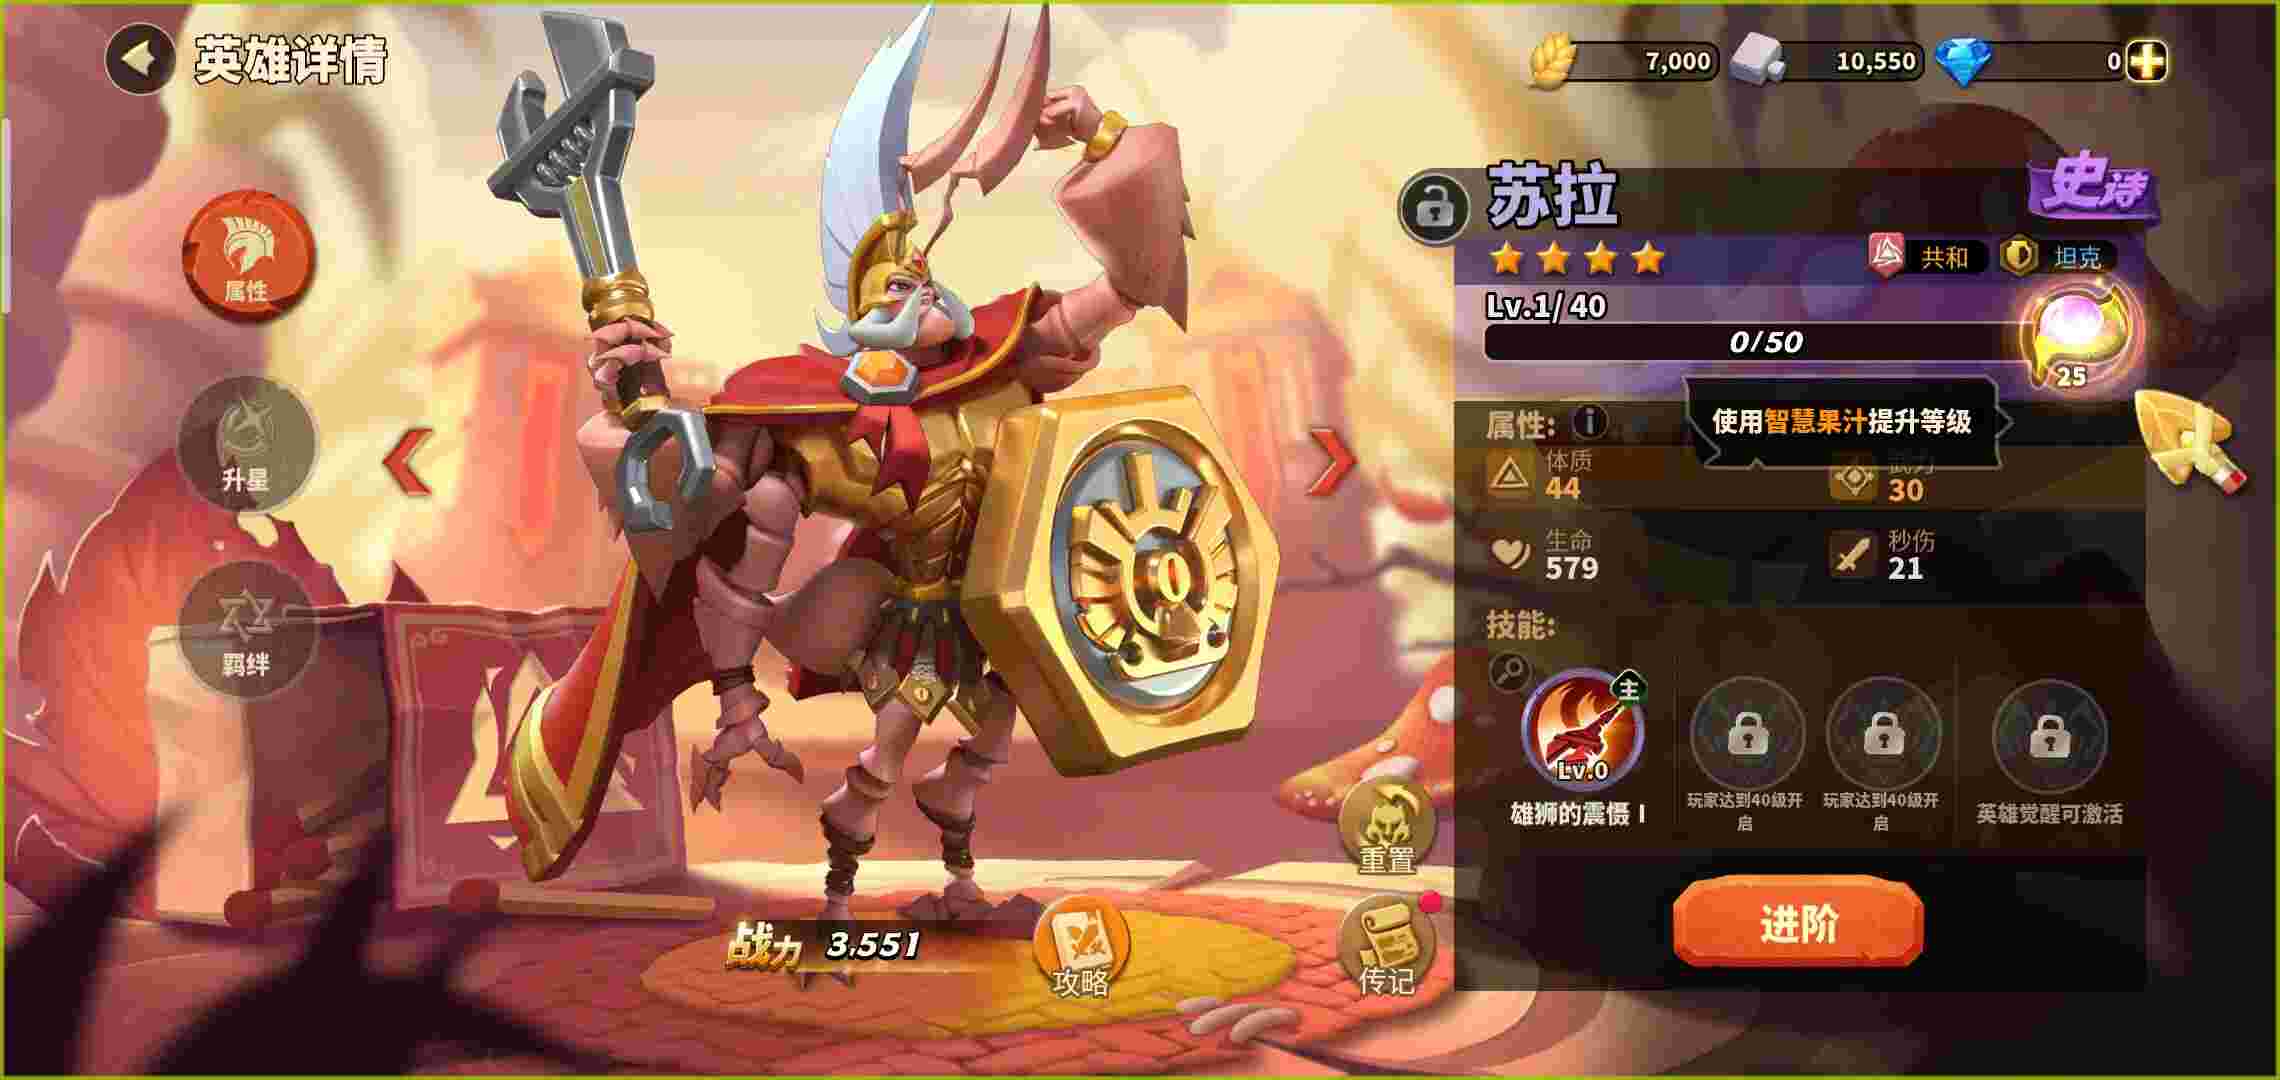 英雄详情
7,000
10,550
0
属性
升星
羁绊
苏拉
史诗
共和
坦克
Lv.1/40
0/50
25
使用智慧果汁提升等级
属性:
体质
44
武力
30
生命
579
秒伤
21
技能:
主
Lv.0
雄狮的震慑 I
玩家达到40级开
启
玩家达到40级开
启
英雄觉醒可激活
重置
传记
战力 3,551
攻略
进阶